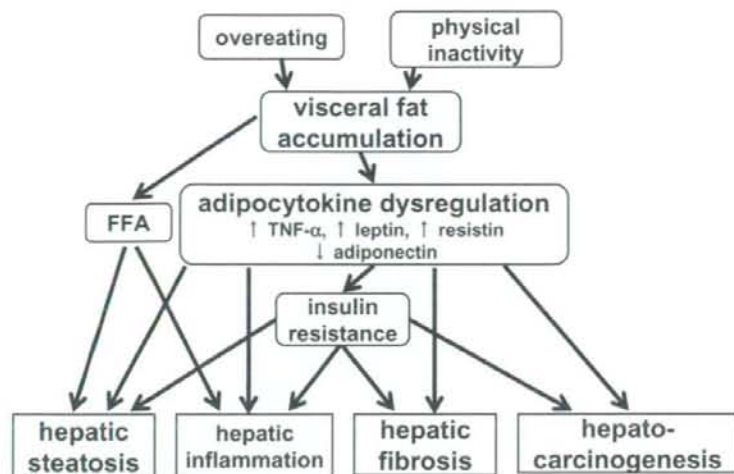 overeating
physical
inactivity
visceral fat
accumulation
FFA
adipocytokine dysregulation
↑ TNF-α, ↑ leptin, ↑ resistin
↓ adiponectin
insulin
resistance
hepatic
steatosis
hepatic
inflammation
hepatic
fibrosis
hepato-
carcinogenesis